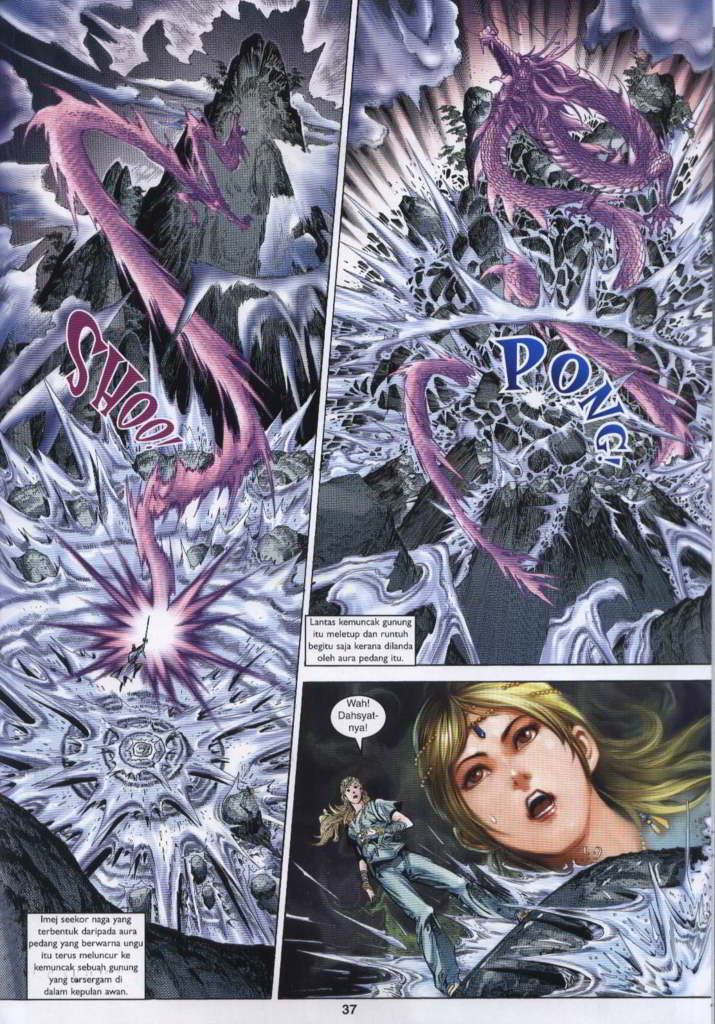 SHOO!
Imej seekor naga yang
terbentuk daripada aura
pedang yang berwarna ungu
itu terus meluncur ke
kemuncak sebuah gunung
yang tersergam di
dalam kepulan awan.
PONG!
Lantas kemuncak gunung
itu meletup dan runtuh
begitu saja kerana dilanda
oleh aura pedang itu.
Wah!
Dahsyat-
nya!
37